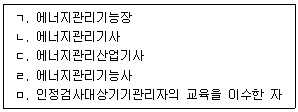 ㄱ. 에너지관리기능장
ㄴ. 에너지관리기사
ㄷ. 에너지관리산업기사
ㄹ. 에너지관리기능사
ㅁ. 인정검사대상기기관리자의 교육을 이수한 자